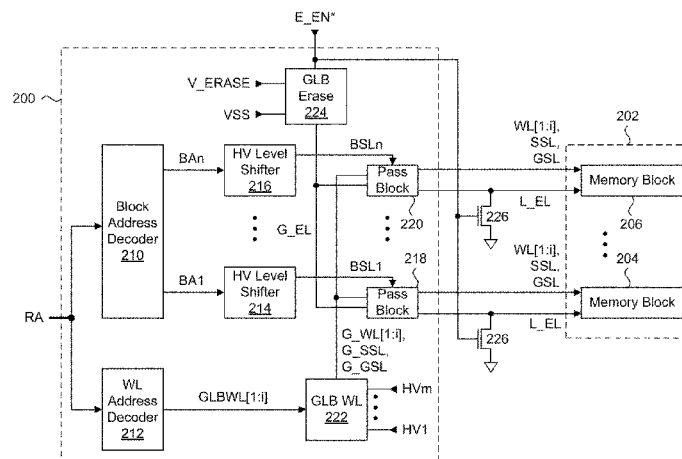 E_EN*
200
V_ERASE
VSS
GLB
Erase
224
202
WL[1:i],
SSL,
GSL
BAn
HV Level
Shifter
216
BSLn
Pass
Block
220
226
L_EL
Memory Block
206
Block
Address
Decoder
210
G_EL
BA1
HV Level
Shifter
214
BSL1
218
Pass
Block
WL[1:i],
SSL,
GSL
204
Memory Block
226
L_EL
RA
G_WL[1:i],
G_SSL,
G_GSL
WL
Address
Decoder
212
GLBWL[1:i]
GLB WL
222
HVm
HV1